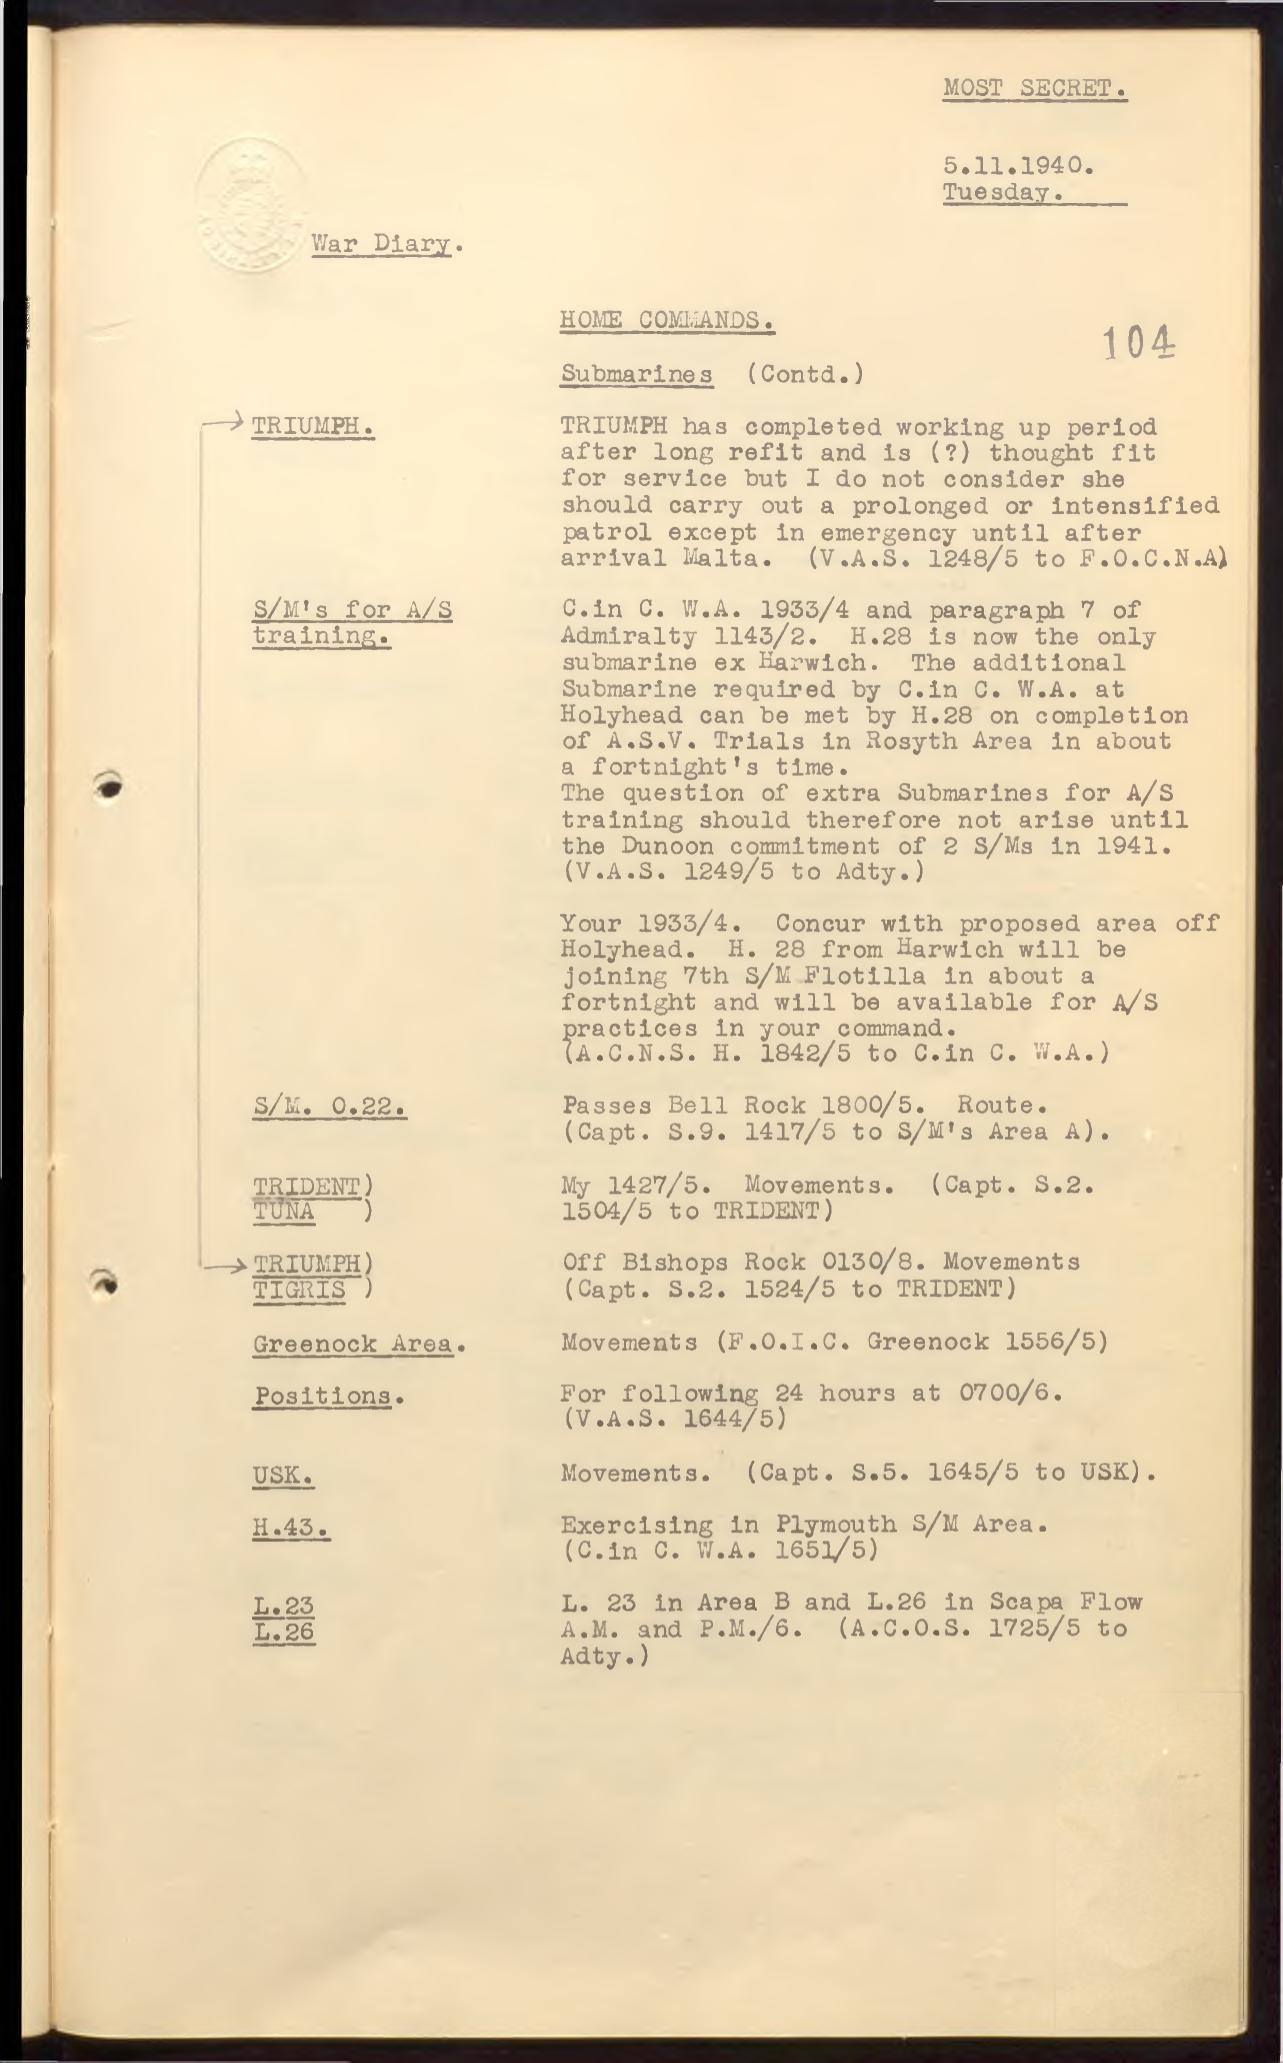 MOST SECRET.
5.11.1940.
Tuesday.
War Diary.
HOME COMMANDS.
104
Submarines (Contd.)
TRIUMPH.
TRIUMPH has completed working up period
after long refit and is (?) thought fit
for service but I do not consider she
should carry out a prolonged or intensified
patrol except in emergency until after
arrival Malta. (V.A.S. 1248/5 to F.O.C.N.A)
S/M's for A/S
training.
C.in C. W.A. 1933/4 and paragraph 7 of
Admiralty 1143/2. H.28 is now the only
submarine ex Harwich. The additional
Submarine required by C.in C. W.A. at
Holyhead can be met by H.28 on completion
of A.S.V. Trials in Rosyth Area in about
a fortnight's time.
The question of extra Submarines for A/S
training should therefore not arise until
the Dunoon commitment of 2 S/Ms in 1941.
(V.A.S. 1249/5 to Adty.)
Your 1933/4. Concur with proposed area off
Holyhead. H. 28 from Harwich will be
joining 7th S/M Flotilla in about a
fortnight and will be available for A/S
practices in your command.
(A.C.N.S. H. 1842/5 to C.in C. W.A.)
S/M. O.22.
Passes Bell Rock 1800/5. Route.
(Capt. S.9. 1417/5 to S/M's Area A).
TRIDENT)
TUNA )
My 1427/5. Movements. (Capt. S.2.
1504/5 to TRIDENT)
TRIUMPH)
TIGRIS )
Off Bishops Rock 0130/8. Movements
(Capt. S.2. 1524/5 to TRIDENT)
Greenock Area.
Movements (F.O.I.C. Greenock 1556/5)
Positions.
For following 24 hours at 0700/6.
(V.A.S. 1644/5)
USK.
Movements. (Capt. S.5. 1645/5 to USK).
H.43.
Exercising in Plymouth S/M Area.
(C.in C. W.A. 1651/5)
L.23
L.26
L. 23 in Area B and L.26 in Scapa Flow
A.M. and P.M./6. (A.C.O.S. 1725/5 to
Adty.)